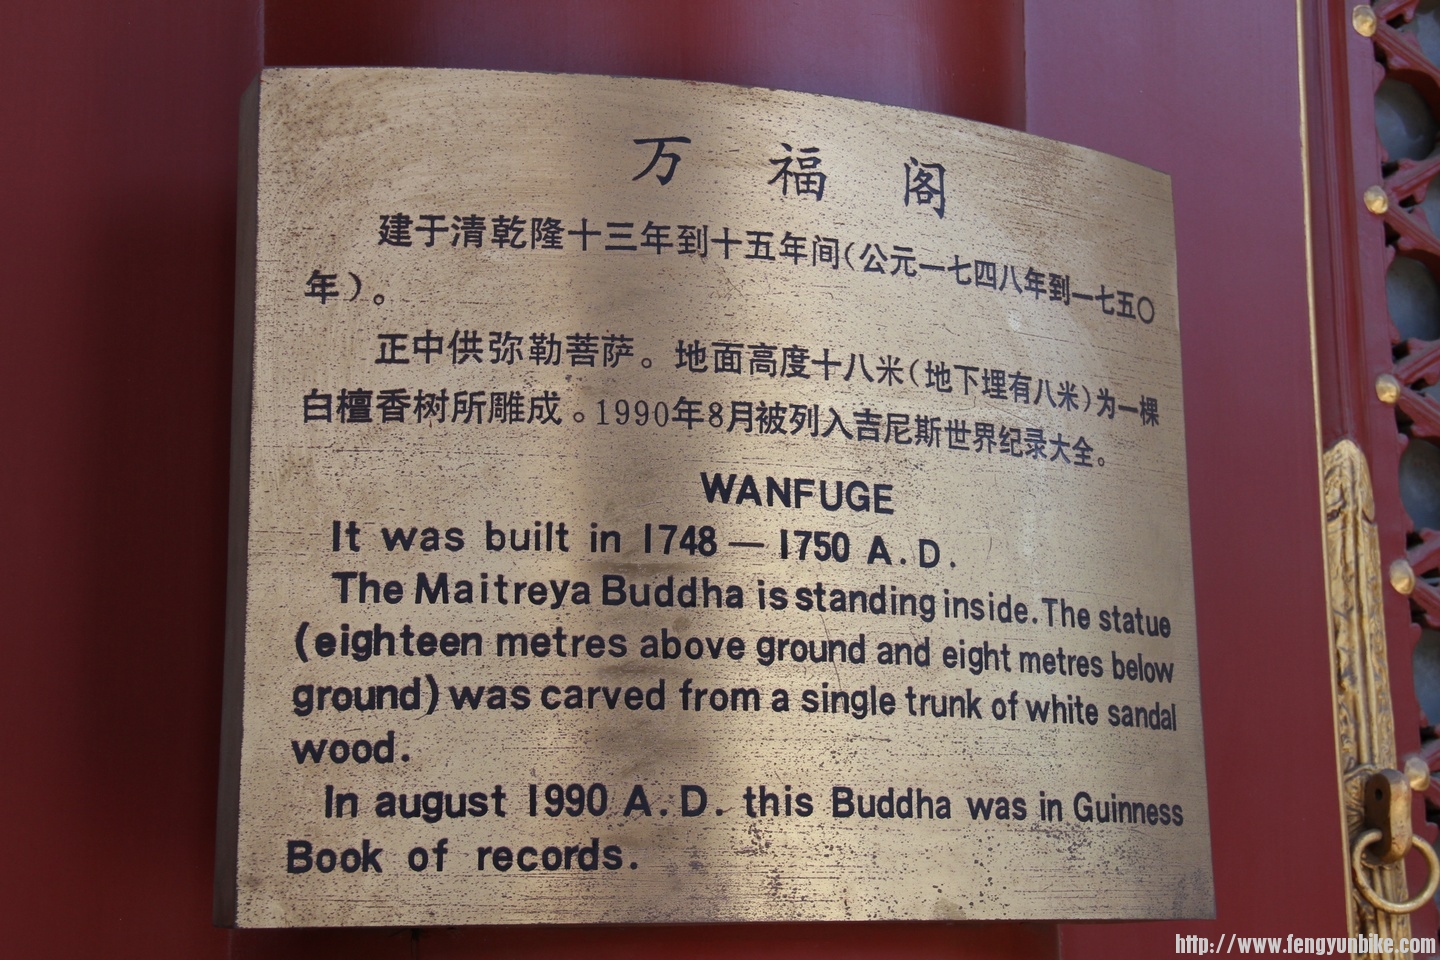 万福阁
建于清乾隆十三年到十五年间(公元一七四八年到一七五〇
年)。
正中供弥勒菩萨。地面高度十八米(地下埋有八米)为一棵
白檀香树所雕成。1990年8月被列入吉尼斯世界纪录大全。
WANFUGE
It was built in 1748 — 1750 A.D.
The Maitreya Buddha is standing inside. The statue
(eighteen metres above ground and eight metres below
ground) was carved from a single trunk of white sandal
wood.
In august 1990 A.D. this Buddha was in Guinness
Book of records.
http://www.fengyunbike.com